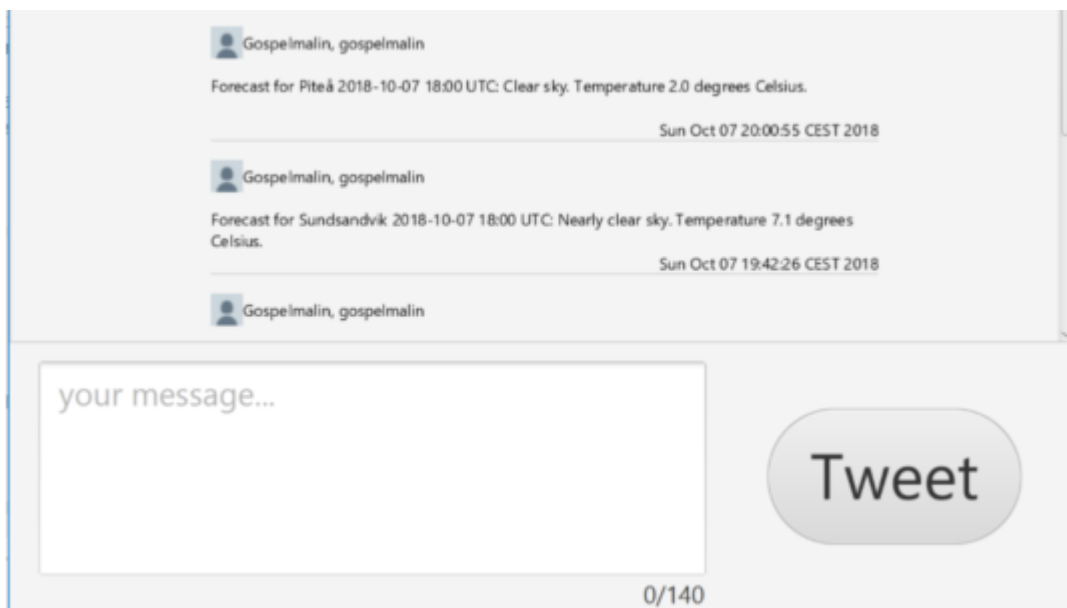 Gospelmalin, gospelmalin
Forecast for Piteå 2018-10-07 18:00 UTC: Clear sky. Temperature 2.0 degrees Celsius.
Sun Oct 07 20:00:55 CEST 2018
Gospelmalin, gospelmalin
Forecast for Sundsandvik 2018-10-07 18:00 UTC: Nearly clear sky. Temperature 7.1 degrees
Celsius.
Sun Oct 07 19:42:26 CEST 2018
Gospelmalin, gospelmalin
your message...
Tweet
0/140